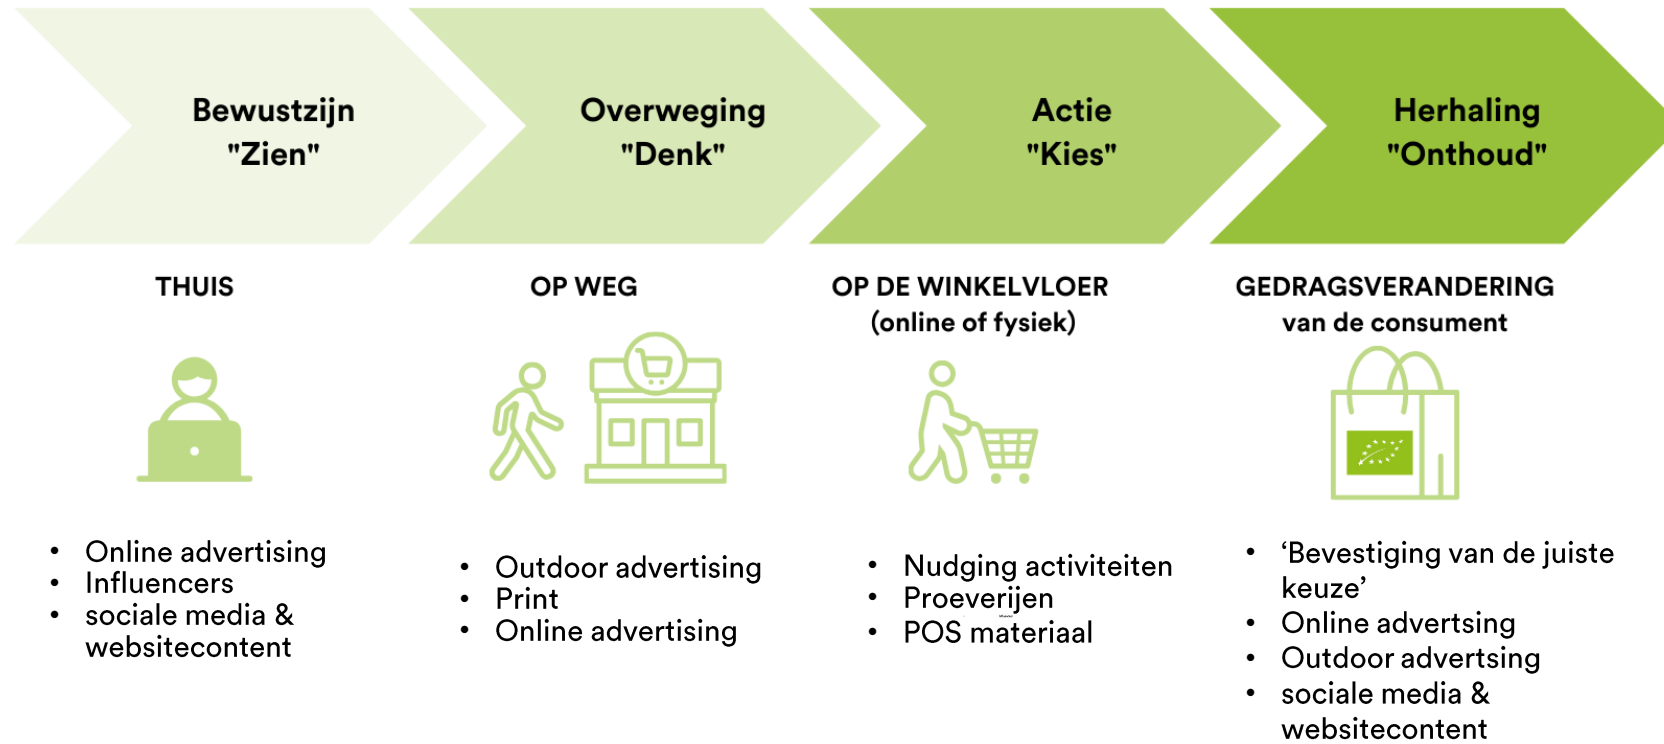 Bewustzijn
"Zien"
Overweging
"Denk"
Actie
"Kies"
Herhaling
"Onthoud"
THUIS
OP WEG
OP DE WINKELVLOER
(online of fysiek)
GEDRAGSVERANDERING
van de consument
• Online advertising
• Influencers
• sociale media &
websitecontent
• Outdoor advertising
• Print
• Online advertising
• Nudging activiteiten
• Proeverijen
• POS materiaal
• ‘Bevestiging van de juiste
keuze’
• Online advertsing
• Outdoor advertsing
• sociale media &
websitecontent